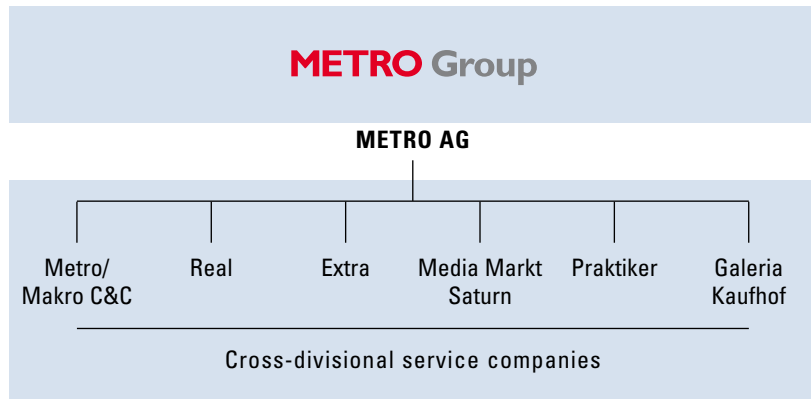 METRO Group
METRO AG
Metro/
Makro C&C
Real
Extra
Media Markt
Saturn
Praktiker
Galeria
Kaufhof
Cross-divisional service companies